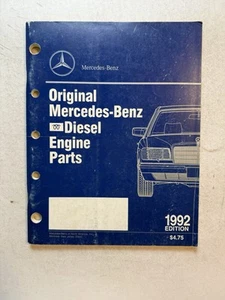 Mercedes-Benz
Original
Mercedes-Benz
Diesel
Engine
Parts
1992
EDITION
$4.75